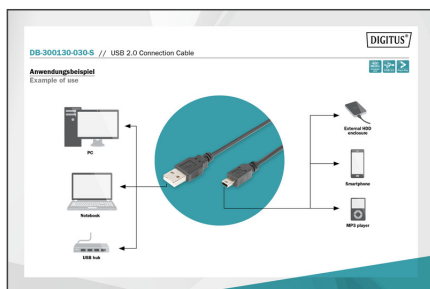 DIGITUS®
DB-300130-030-S // USB 2.0 Connection Cable
Anwendungsbeispiel
Example of use
PC
Notebook
USB hub
External HDD
enclosure
Smartphone
MP3 player